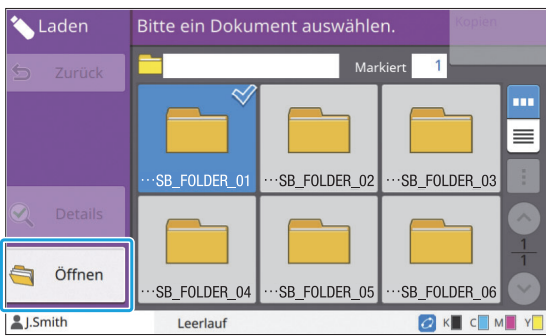 Laden
Bitte ein Dokument auswählen.
Kopien
Zurück
Markiert 1
···SB_FOLDER_01 ···SB_FOLDER_02 ···SB_FOLDER_03
Details
1
1
Öffnen
···SB_FOLDER_04 ···SB_FOLDER_05 ···SB_FOLDER_06
J.Smith
Leerlauf
K C M Y